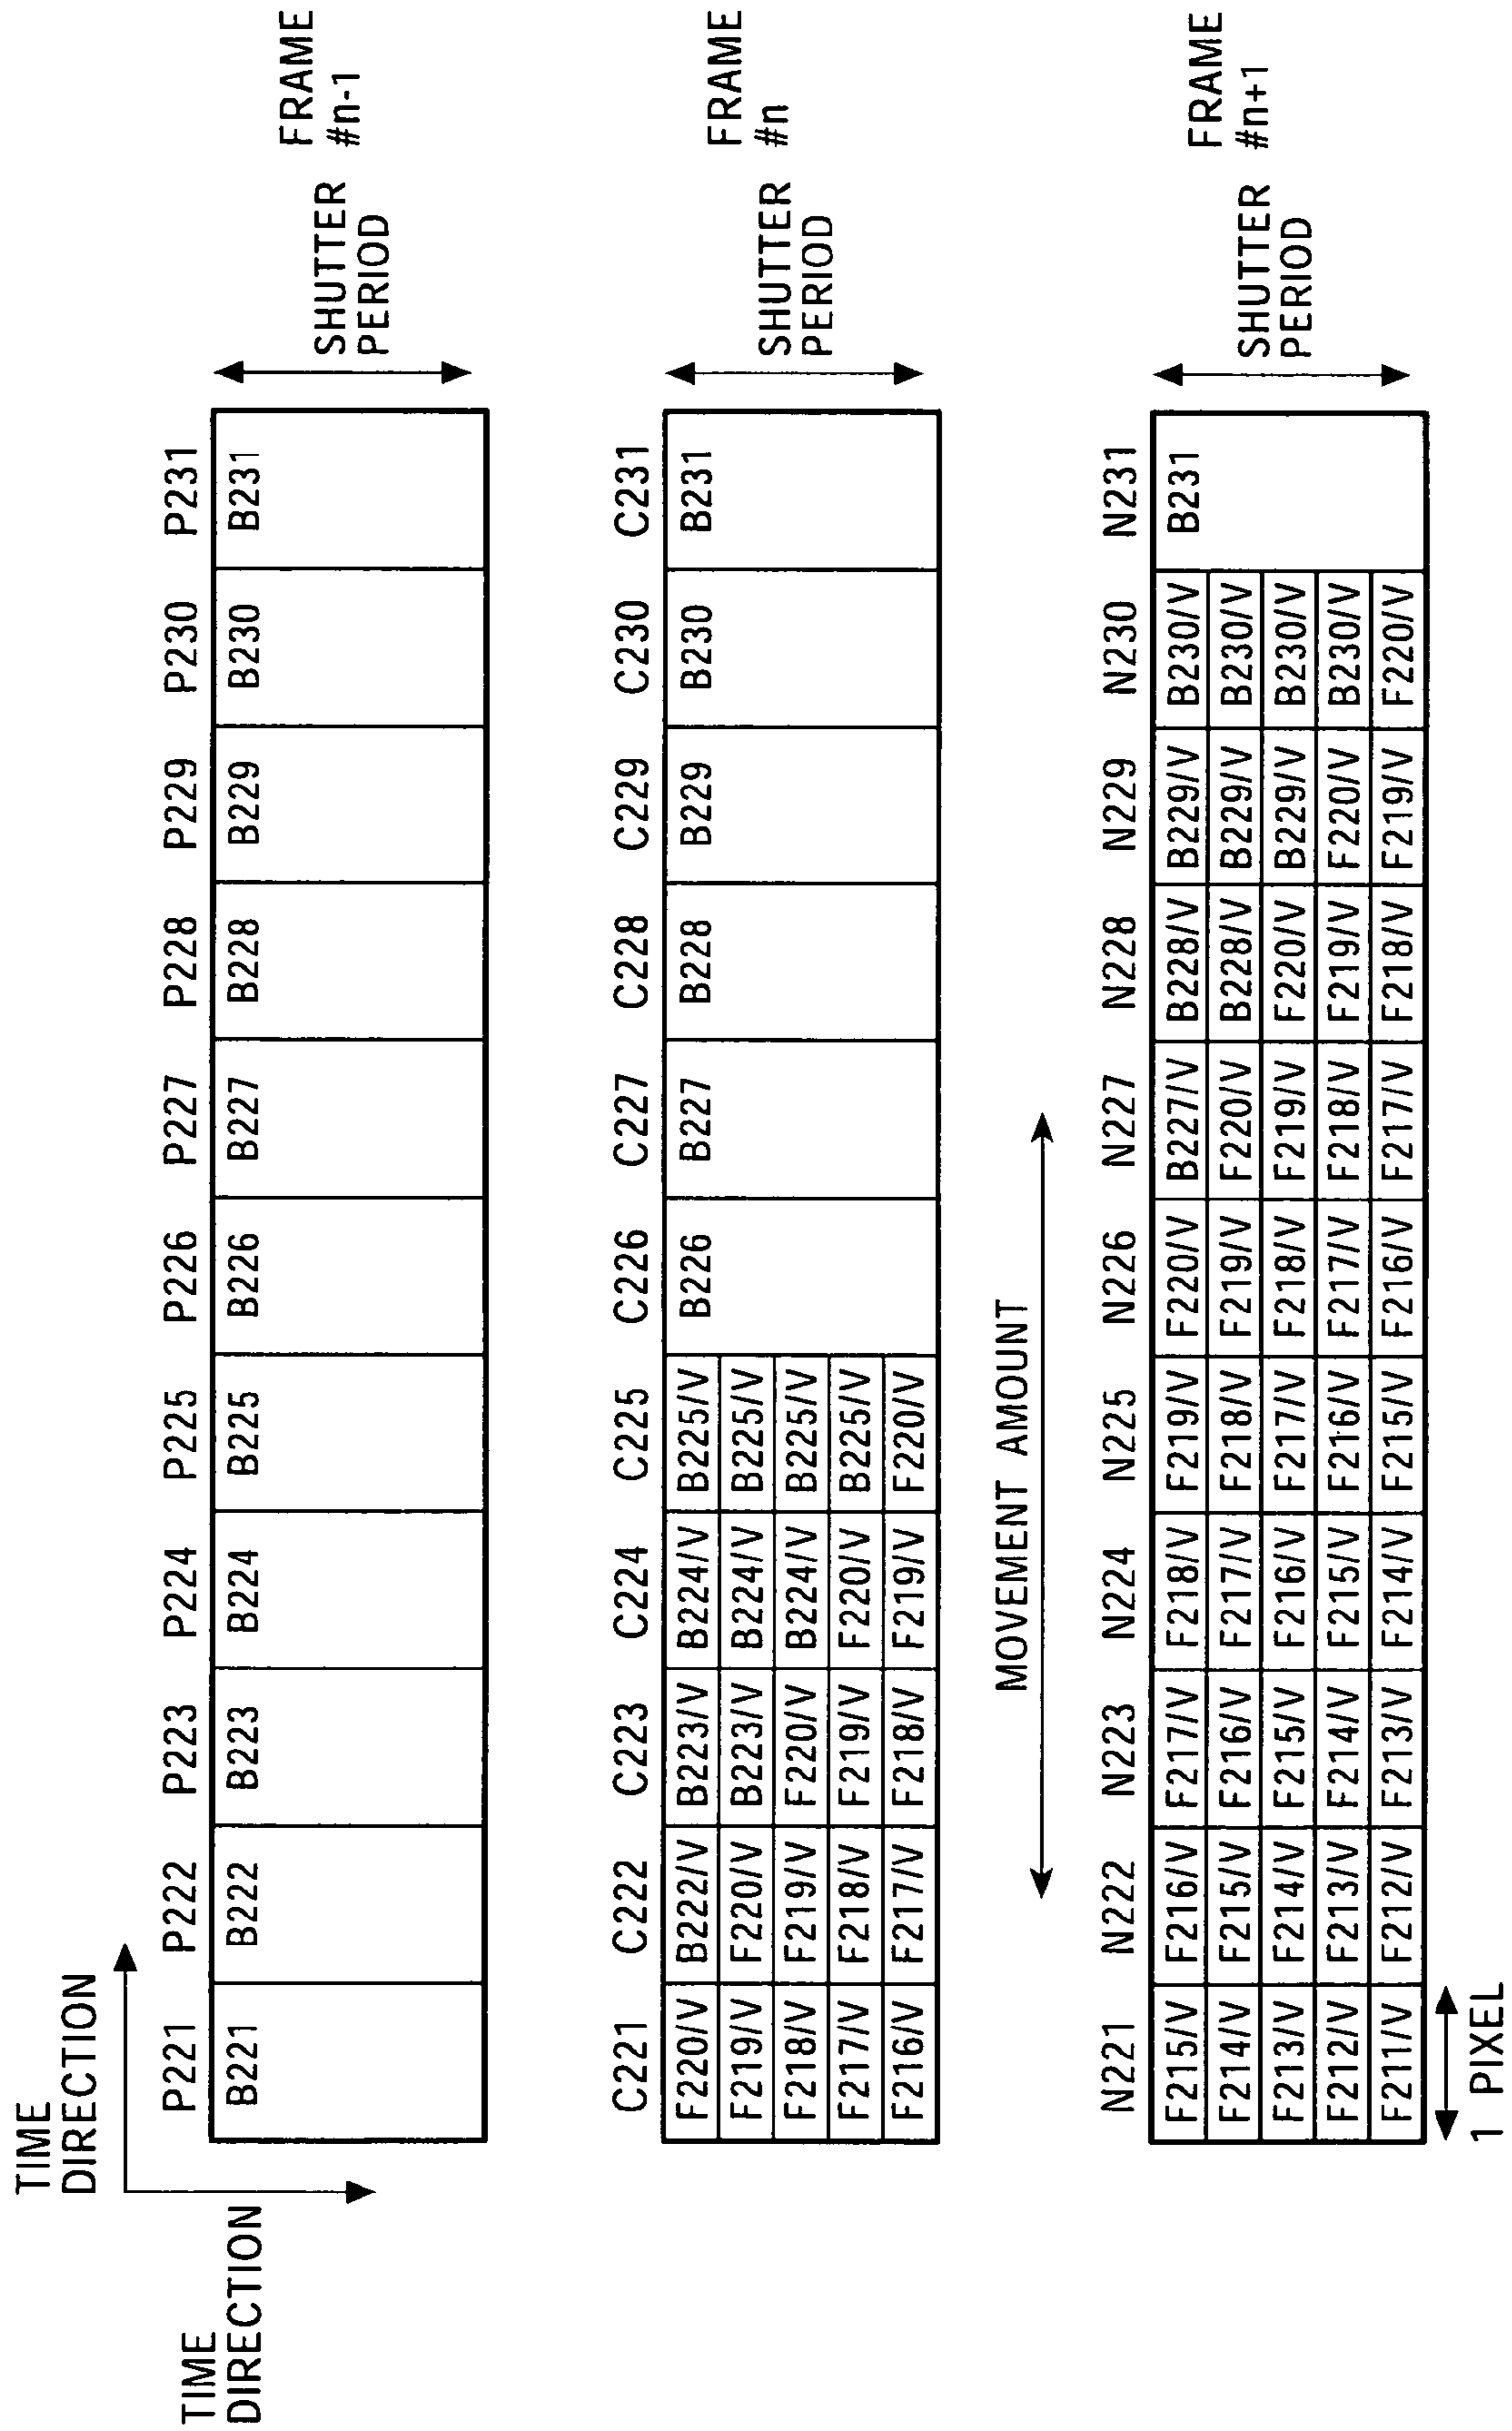 TIME
DIRECTION
TIME
DIRECTION
P221 P222 P223 P224 P225 P226 P227 P228 P229 P230 P231
B221 B222 B223 B224 B225 B226 B227 B228 B229 B230 B231
SHUTTER
PERIOD
FRAME
#n-1
C221 C222 C223 C224 C225 C226 C227 C228 C229 C230 C231
F220/V B222/V B223/V B224/V B225/V B226 B227 B228 B229 B230 B231
F219/V F220/V B223/V B224/V B225/V
F218/V F219/V F220/V B224/V B225/V
F217/V F218/V F219/V F220/V B225/V
F216/V F217/V F218/V F219/V F220/V
SHUTTER
PERIOD
FRAME
#n
MOVEMENT AMOUNT
N221 N222 N223 N224 N225 N226 N227 N228 N229 N230 N231
F215/V F216/V F217/V F218/V F219/V F220/V B227/V B228/V B229/V B230/V B231
F214/V F215/V F216/V F217/V F218/V F219/V F220/V B228/V B229/V B230/V
F213/V F214/V F215/V F216/V F217/V F218/V F219/V F220/V B229/V B230/V
F212/V F213/V F214/V F215/V F216/V F217/V F218/V F219/V F220/V B230/V
F211/V F212/V F213/V F214/V F215/V F216/V F217/V F218/V F219/V F220/V
SHUTTER
PERIOD
FRAME
#n+1
1 PIXEL